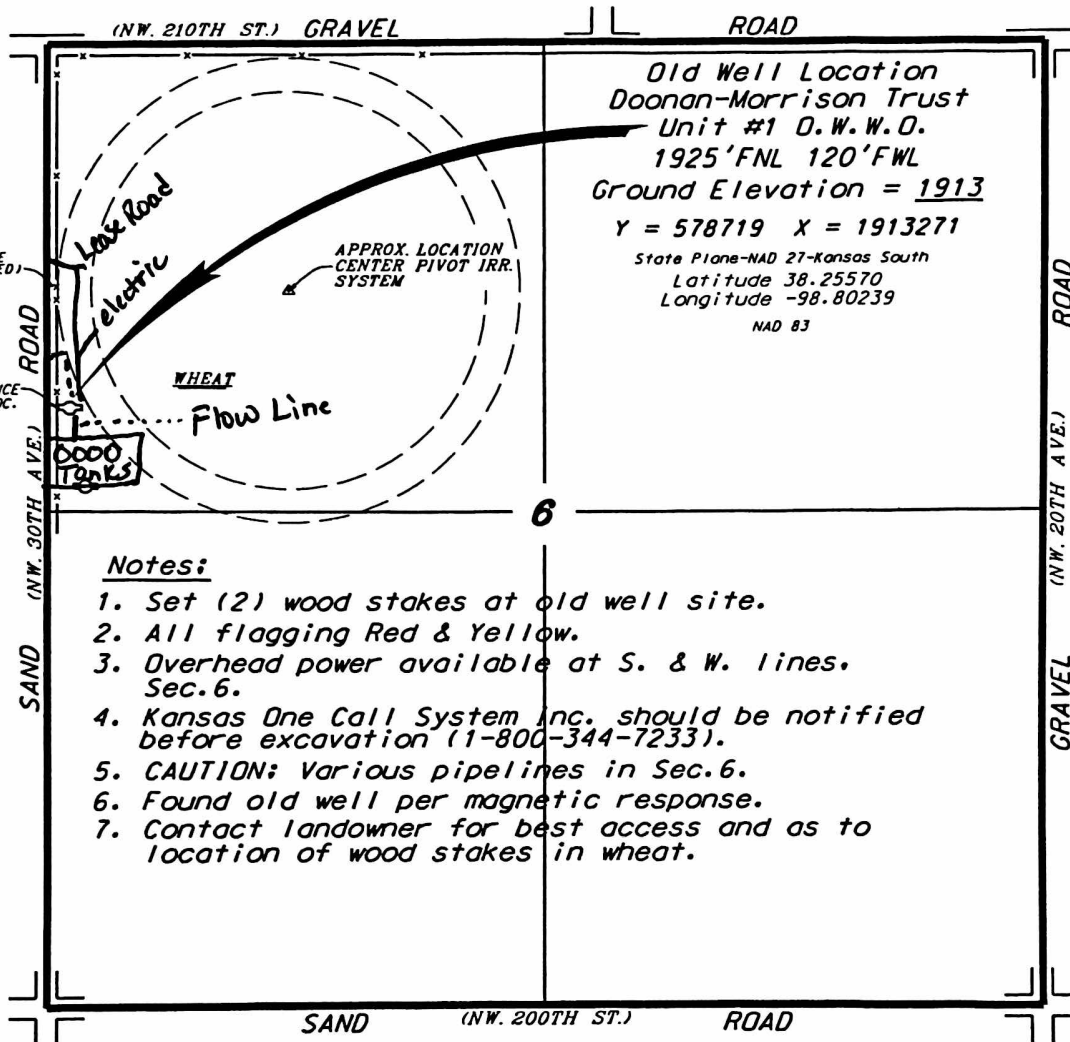 (NW. 210TH ST.) GRAVEL ROAD
Old Well Location
Doonan-Morrison Trust
Unit #1 O.W.W.O.
1925'FNL 120'FWL
Ground Elevation = 1913
Y = 578719 X = 1913271
State Plane-NAD 27-Kansas South
Latitude 38.25570
Longitude -98.80239
NAD 83
Lease Road
electric
APPROX. LOCATION
CENTER PIVOT IRR.
SYSTEM
WHEAT
Flow Line
0000
Tanks
SAND (NW. 30TH AVE.) ROAD
GRAVEL (NW. 20TH AVE.) ROAD
6
Notes:
1. Set (2) wood stakes at old well site.
2. All flagging Red & Yellow.
3. Overhead power available at S. & W. lines.
Sec.6.
4. Kansas One Call System Inc. should be notified
before excavation (1-800-344-7233).
5. CAUTION: Various pipelines in Sec.6.
6. Found old well per magnetic response.
7. Contact landowner for best access and as to
location of wood stakes in wheat.
SAND (NW. 200TH ST.) ROAD